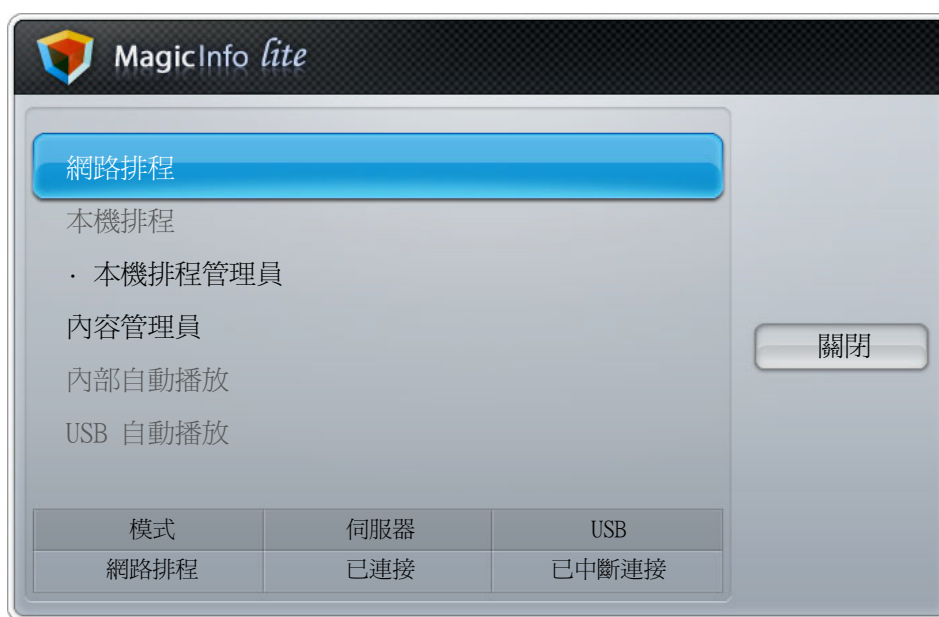 MagicInfo lite
網路排程
本機排程
· 本機排程管理員
內容管理員
關閉
內部自動播放
USB 自動播放
模式 伺服器 USB
網路排程 已連接 已中斷連接